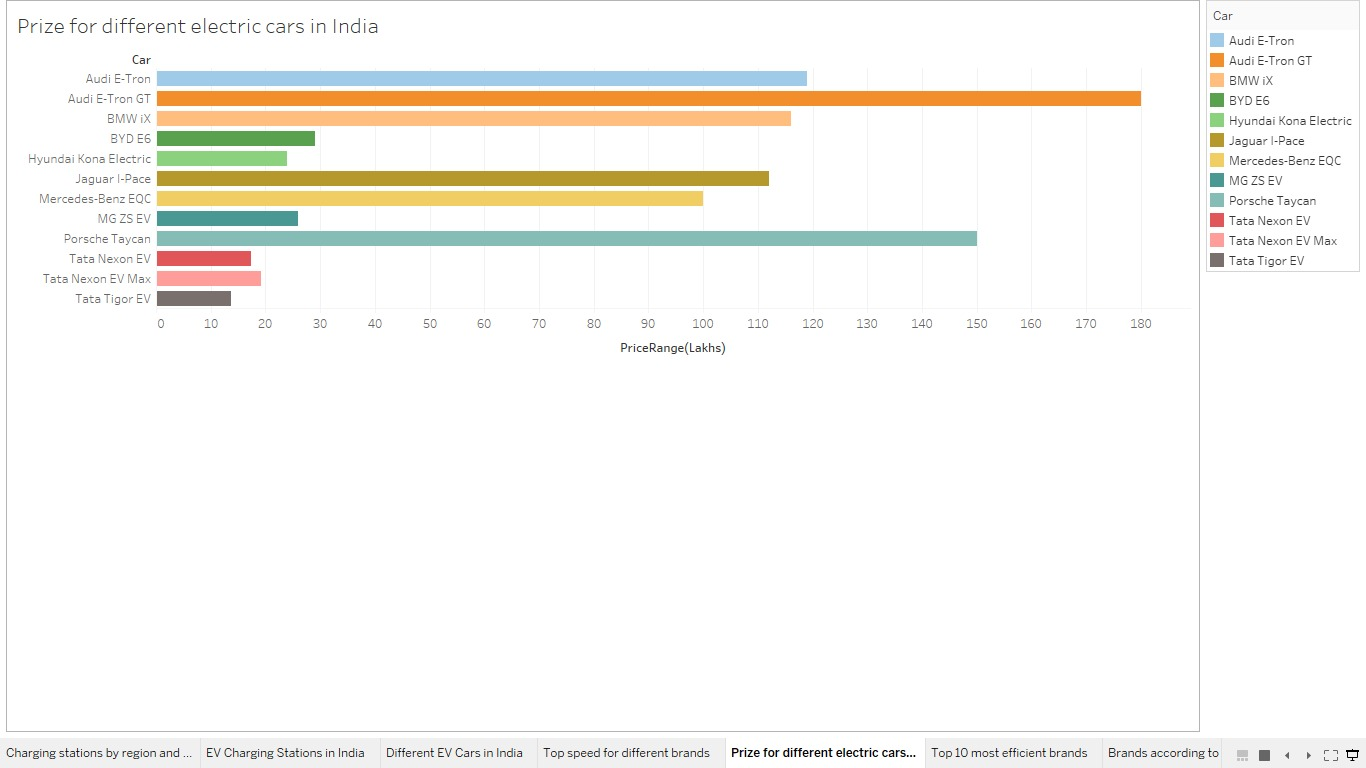 Prize for different electric cars in India
Car
Audi E-Tron
Audi E-Tron GT
BMW iX
BYD E6
Hyundai Kona Electric
Jaguar I-Pace
Mercedes-Benz EQC
MG ZS EV
Porsche Taycan
Tata Nexon EV
Tata Nexon EV Max
Tata Tigor EV
0 10 20 30 40 50 60 70 80 90 100 110 120 130 140 150 160 170 180
PriceRange(Lakhs)
Car
Audi E-Tron
Audi E-Tron GT
BMW iX
BYD E6
Hyundai Kona Electric
Jaguar I-Pace
Mercedes-Benz EQC
MG ZS EV
Porsche Taycan
Tata Nexon EV
Tata Nexon EV Max
Tata Tigor EV
Charging stations by region and ... EV Charging Stations in India Different EV Cars in India Top speed for different brands Prize for different electric cars... Top 10 most efficient brands Brands according to